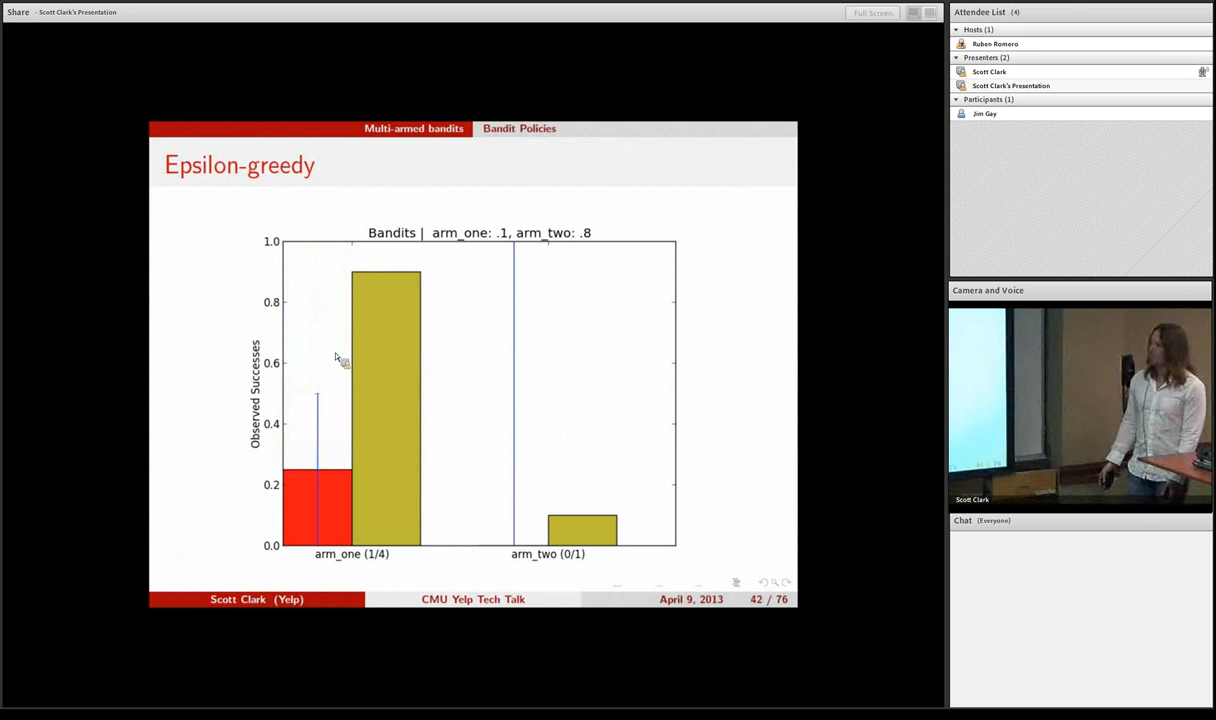 Share - Scott Clark's Presentation
Full Screen
Multi-armed bandits
Bandit Policies
Epsilon-greedy
Bandits | arm_one: .1, arm_two: .8
1.0
0.8
0.6
0.4
0.2
0.0
Observed Successes
arm_one (1/4)
arm_two (0/1)
Scott Clark (Yelp)
CMU Yelp Tech Talk
April 9, 2013
42 / 76
Attendee List (4)
Hosts (1)
Ruben Romero
Presenters (2)
Scott Clark
Scott Clark's Presentation
Participants (1)
Jim Gay
Camera and Voice
Scott Clark
Chat (Everyone)